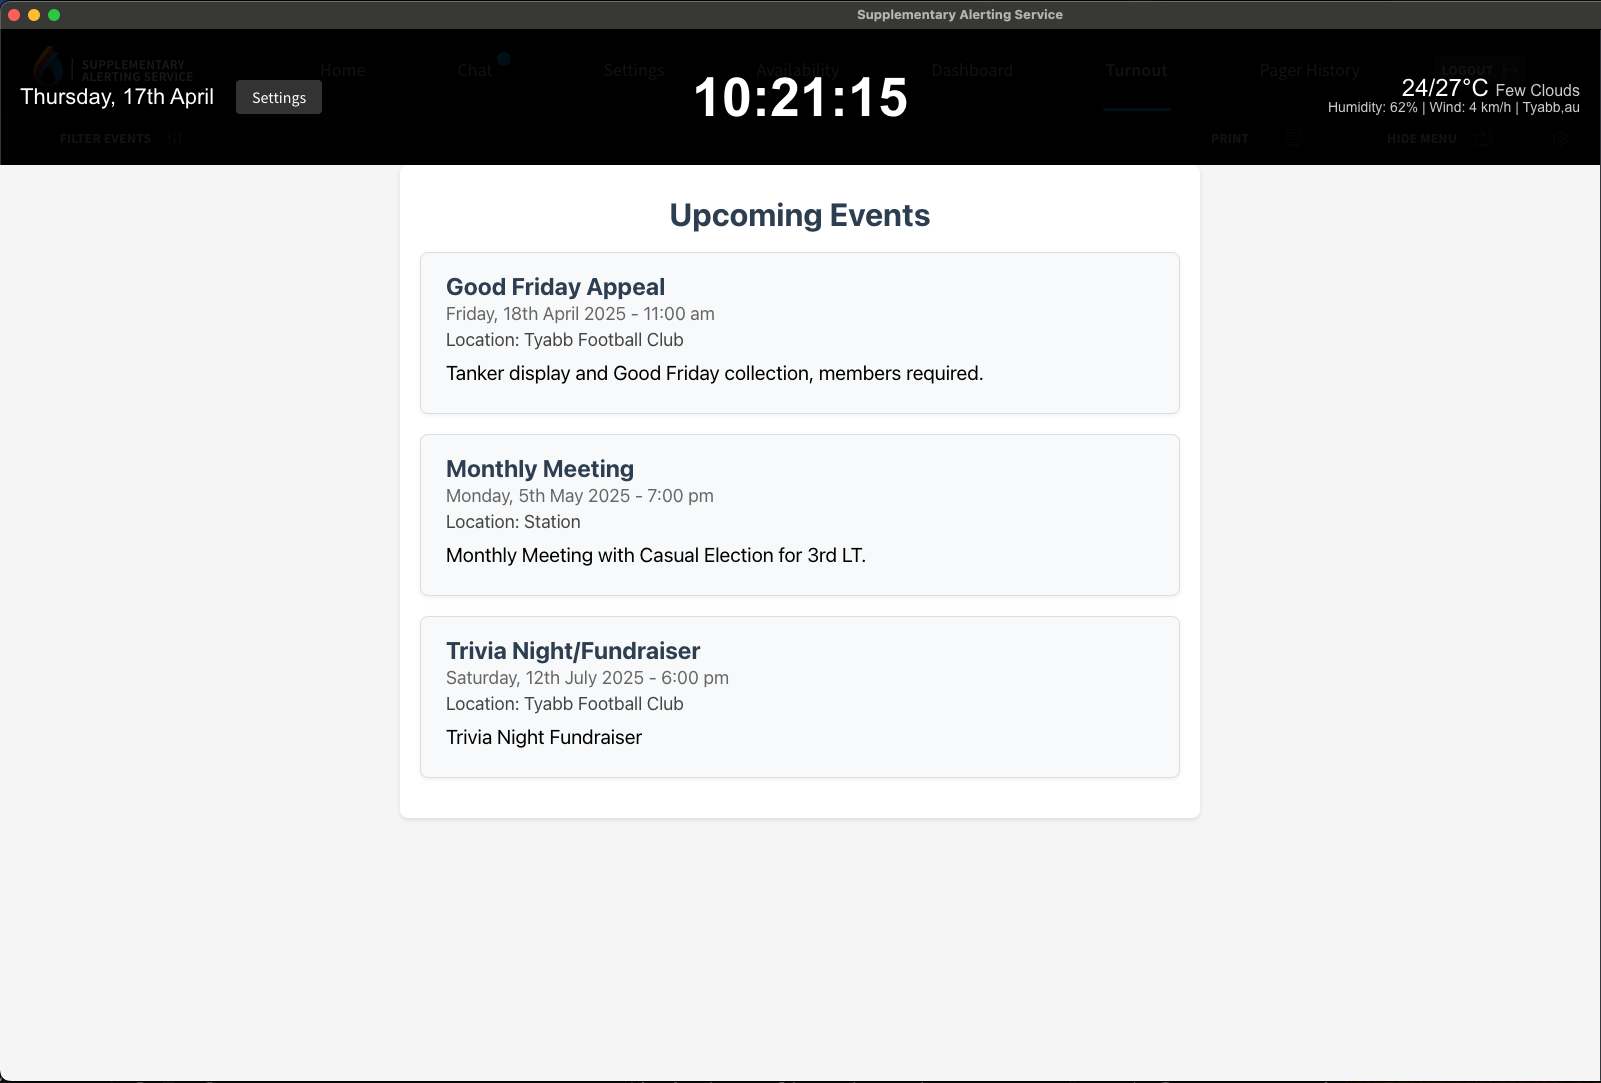 Supplementary Alerting Service
SUPPLEMENTARY
ALERTING SERVICE
Home
Chat
Settings
Availability
Dashboard
Turnout
Pager History
LOGOUT
Thursday, 17th April
Settings
10:21:15
24/27°C Few Clouds
Humidity: 62% | Wind: 4 km/h | Tyabb,au
FILTER EVENTS
PRINT
HIDE MENU
Upcoming Events
Good Friday Appeal
Friday, 18th April 2025 - 11:00 am
Location: Tyabb Football Club
Tanker display and Good Friday collection, members required.
Monthly Meeting
Monday, 5th May 2025 - 7:00 pm
Location: Station
Monthly Meeting with Casual Election for 3rd LT.
Trivia Night/Fundraiser
Saturday, 12th July 2025 - 6:00 pm
Location: Tyabb Football Club
Trivia Night Fundraiser